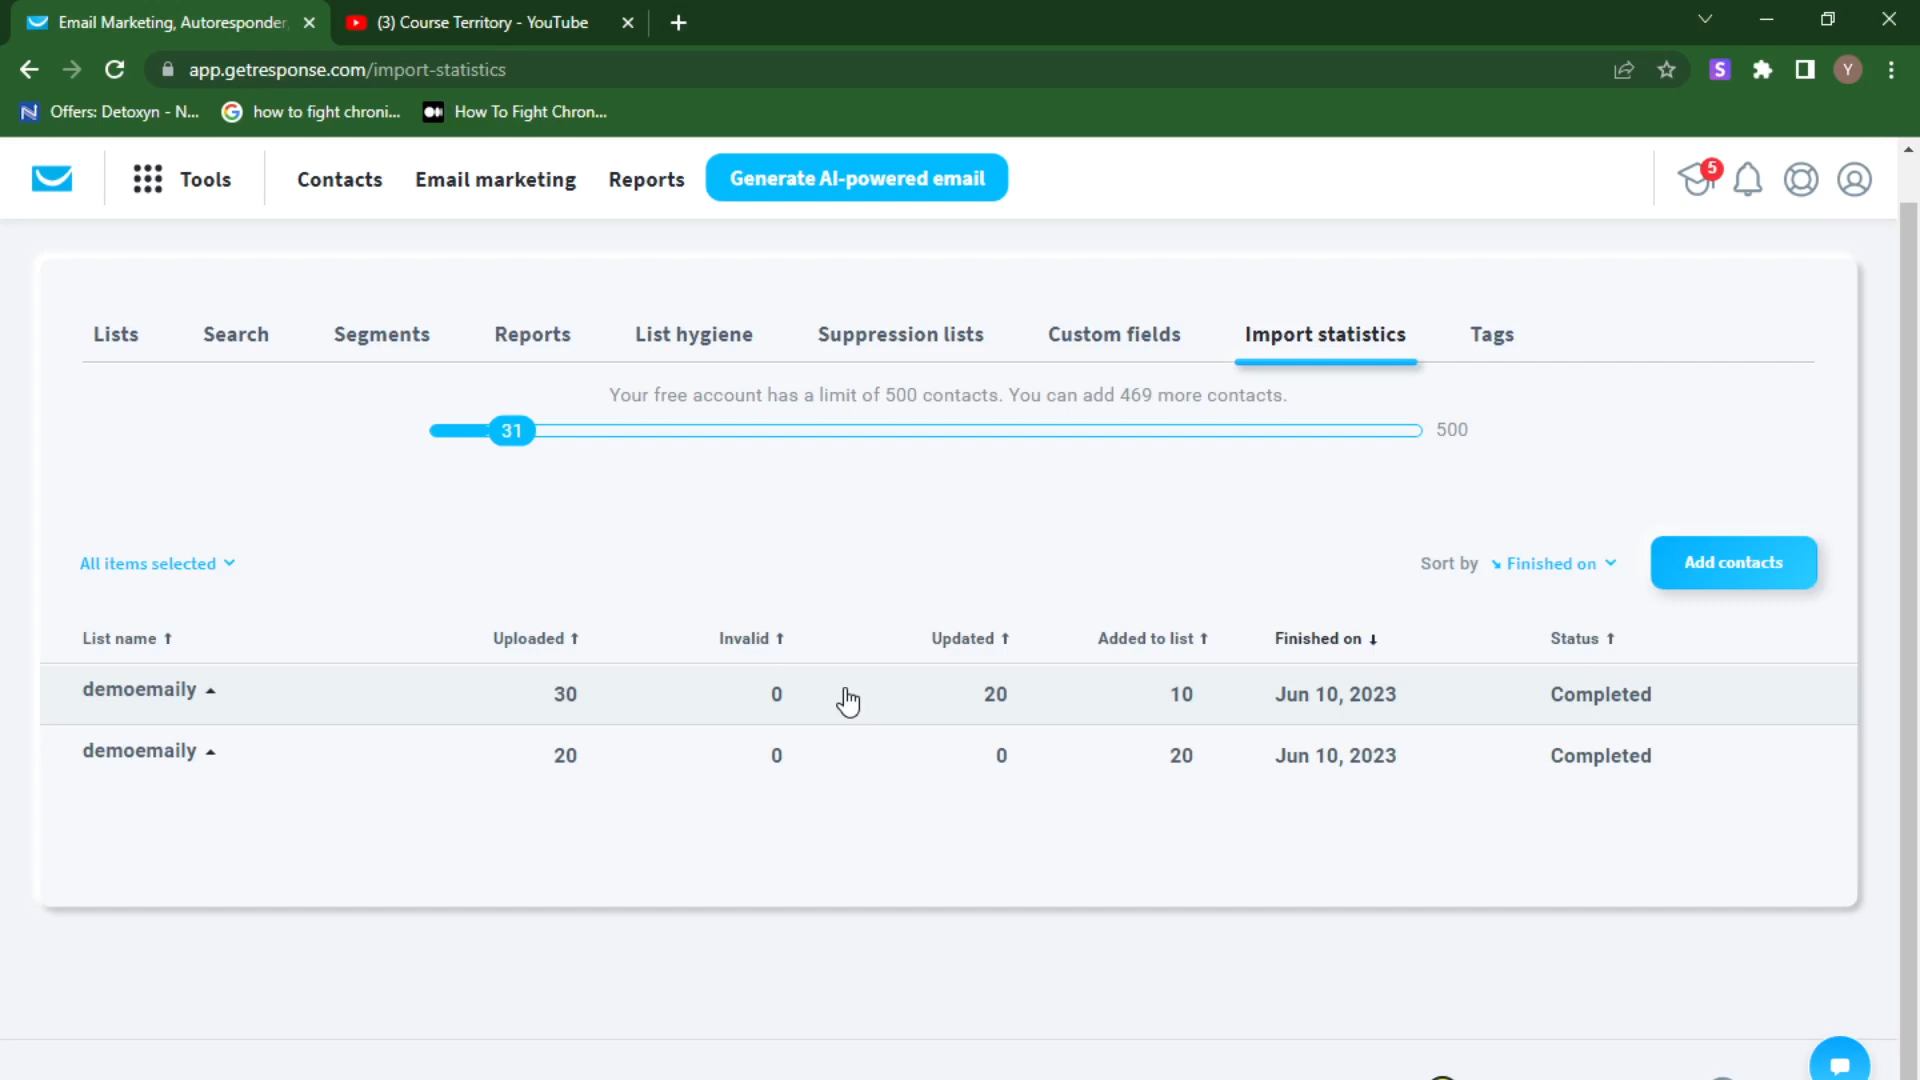 Email Marketing, Autoresponder
(3) Course Territory - YouTube
app.getresponse.com/import-statistics
S
Y
Offers: Detoxyn - N...
how to fight chroni...
How To Fight Chron...
Tools
Contacts
Email marketing
Reports
Generate AI-powered email
5
Lists
Search
Segments
Reports
List hygiene
Suppression lists
Custom fields
Import statistics
Tags
Your free account has a limit of 500 contacts. You can add 469 more contacts.
31
500
All items selected
Sort by Finished on
Add contacts
List name Uploaded Invalid Updated Added to list Finished on Status
demoemaily 30 0 20 10 Jun 10, 2023 Completed
demoemaily 20 0 0 20 Jun 10, 2023 Completed